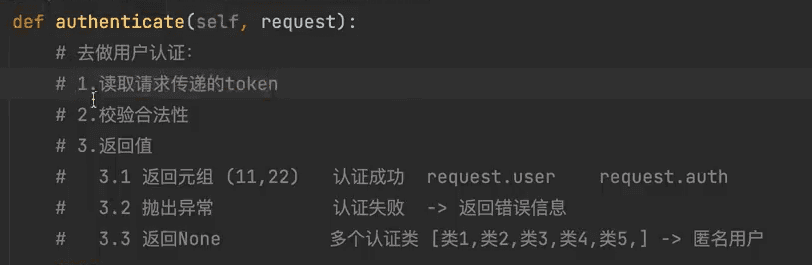 def authenticate(self, request):
# 去做用户认证：
# 1.读取请求传递的token
# 2.校验合法性
# 3.返回值
#   3.1 返回元组 (11,22)   认证成功  request.user    request.auth
#   3.2 抛出异常           认证失败  -> 返回错误信息
#   3.3 返回None          多个认证类 [类1,类2,类3,类4,类5,] -> 匿名用户